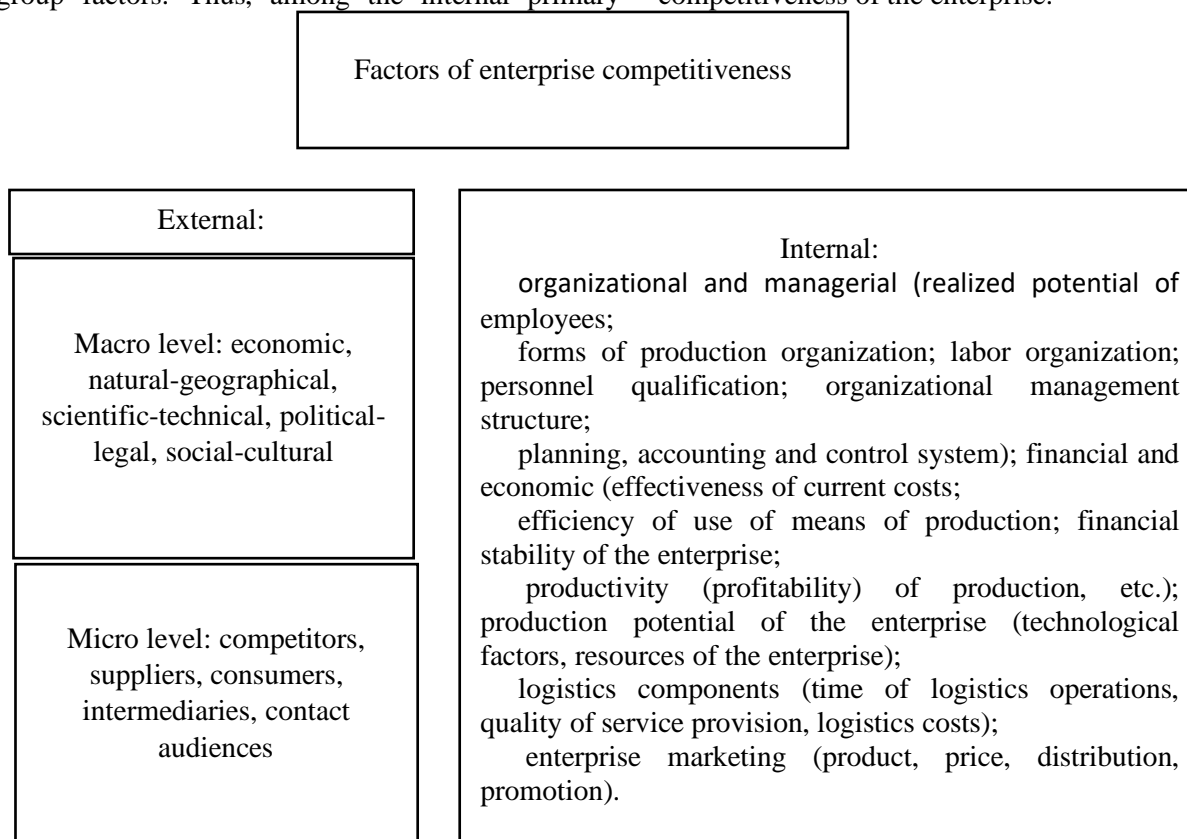 group factors. Thus, among the internal primary competitiveness of the enterprise.
Factors of enterprise competitiveness
External:
Macro level: economic,
natural-geographical,
scientific-technical, political-
legal, social-cultural
Micro level: competitors,
suppliers, consumers,
intermediaries, contact
audiences
Internal:
organizational and managerial (realized potential of
employees;
forms of production organization; labor organization;
personnel qualification; organizational management
structure;
planning, accounting and control system); financial and
economic (effectiveness of current costs;
efficiency of use of means of production; financial
stability of the enterprise;
productivity (profitability) of production, etc.);
production potential of the enterprise (technological
factors, resources of the enterprise);
logistics components (time of logistics operations,
quality of service provision, logistics costs);
enterprise marketing (product, price, distribution,
promotion).